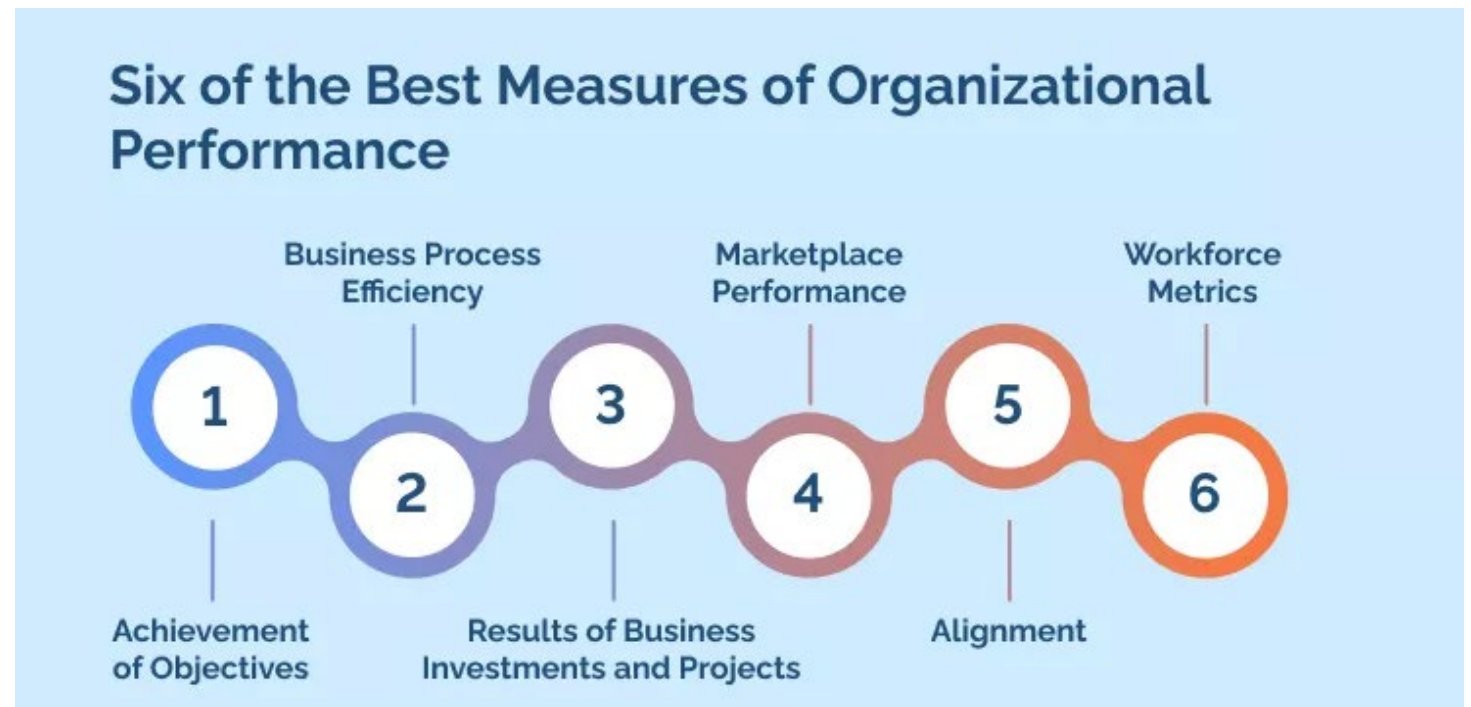 Six of the Best Measures of Organizational
Performance
1
Achievement
of Objectives
Business Process
Efficiency
2
3
Results of Business
Investments and Projects
Marketplace
Performance
4
5
Alignment
Workforce
Metrics
6